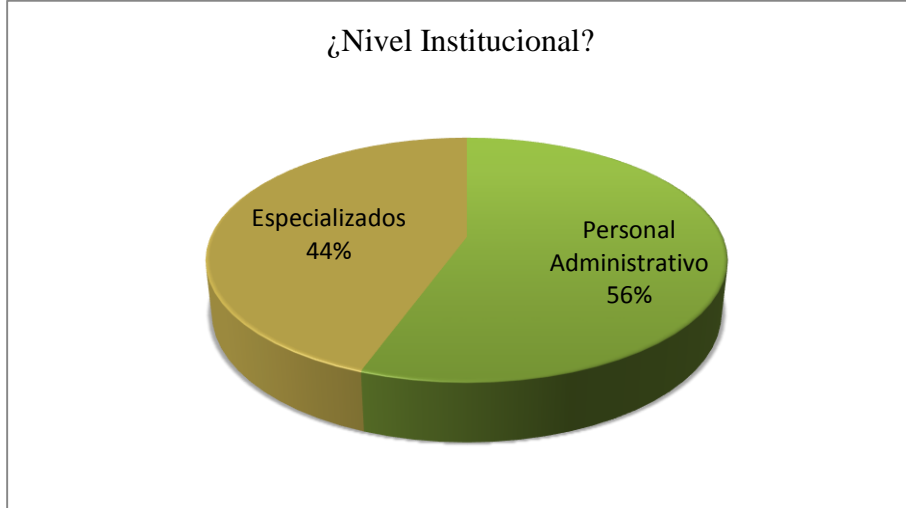 ¿Nivel Institucional?
Especializados
44%
Personal
Administrativo
56%